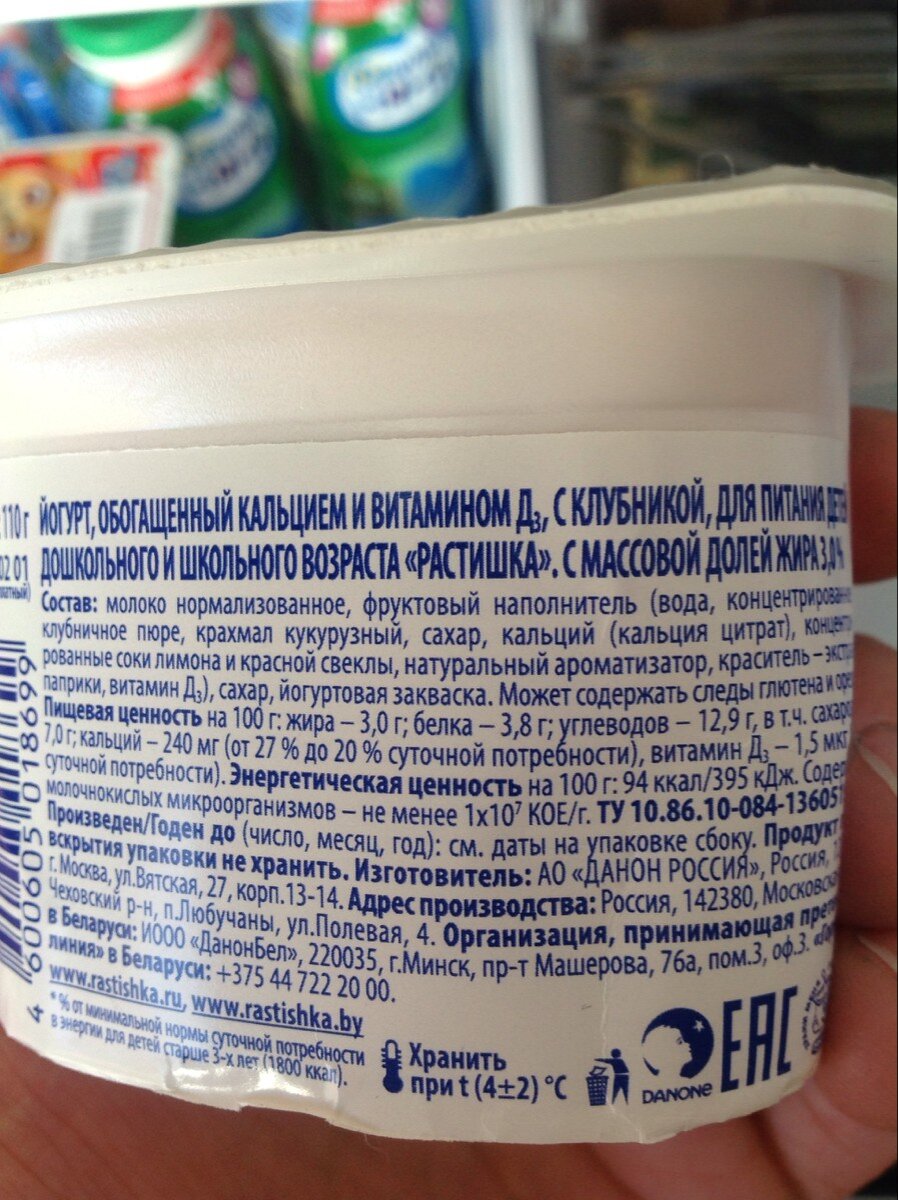 110 г
02 01
ЙОГУРТ, ОБОГАЩЕННЫЙ КАЛЬЦИЕМ И ВИТАМИНОМ Д₃, С КЛУБНИКОЙ, ДЛЯ ПИТАНИЯ
ДОШКОЛЬНОГО И ШКОЛЬНОГО ВОЗРАСТА «РАСТИШКА». С МАССОВОЙ ДОЛЕЙ ЖИРА 3,0%
Состав: молоко нормализованное, фруктовый наполнитель (вода,
клубничное пюре, крахмал кукурузный, сахар, кальций (кальция цитрат),
рованные соки лимона и красной свеклы, натуральный ароматизатор, краситель –
паприки, витамин Д₃), сахар, йогуртовая закваска. Может содержать следы глютена и
Пищевая ценность на 100 г: жира – 3,0 г; белка – 3,8 г; углеводов – 12,9 г, в т.ч.
7,0 г; кальций – 240 мг (от 27 % до 20 % суточной потребности), витамин Д₃ – 1,5 мкг
суточной потребности). Энергетическая ценность на 100 г: 94 ккал/395 кДж.
молочнокислых микроорганизмов – не менее 1х10⁷ КОЕ/г. ТУ 10.86.10-084-136051
Произведен/Годен до (число, месяц, год): см. даты на упаковке сбоку. Продукт
вскрытия упаковки не хранить. Изготовитель: АО «ДАНОН РОССИЯ», Россия,
г. Москва, ул.Вятская, 27, корп.13-14. Адрес производства: Россия, 142380,
Чеховский р-н, п.Любучаны, ул.Полевая, 4. Организация, принимающая
в Беларуси: ИООО «ДанонБел», 220035, г.Минск, пр-т Машерова, 76а, пом.3, оф.3.
линия» в Беларуси: +375 44 722 20 00.
www.rastishka.ru, www.rastishka.by
* % от минимальной нормы суточной потребности
в энергии для детей старше 3-х лет (1800 ккал).
Хранить
при t (4±2) °C
DANONE
EAC
4 600605 018699